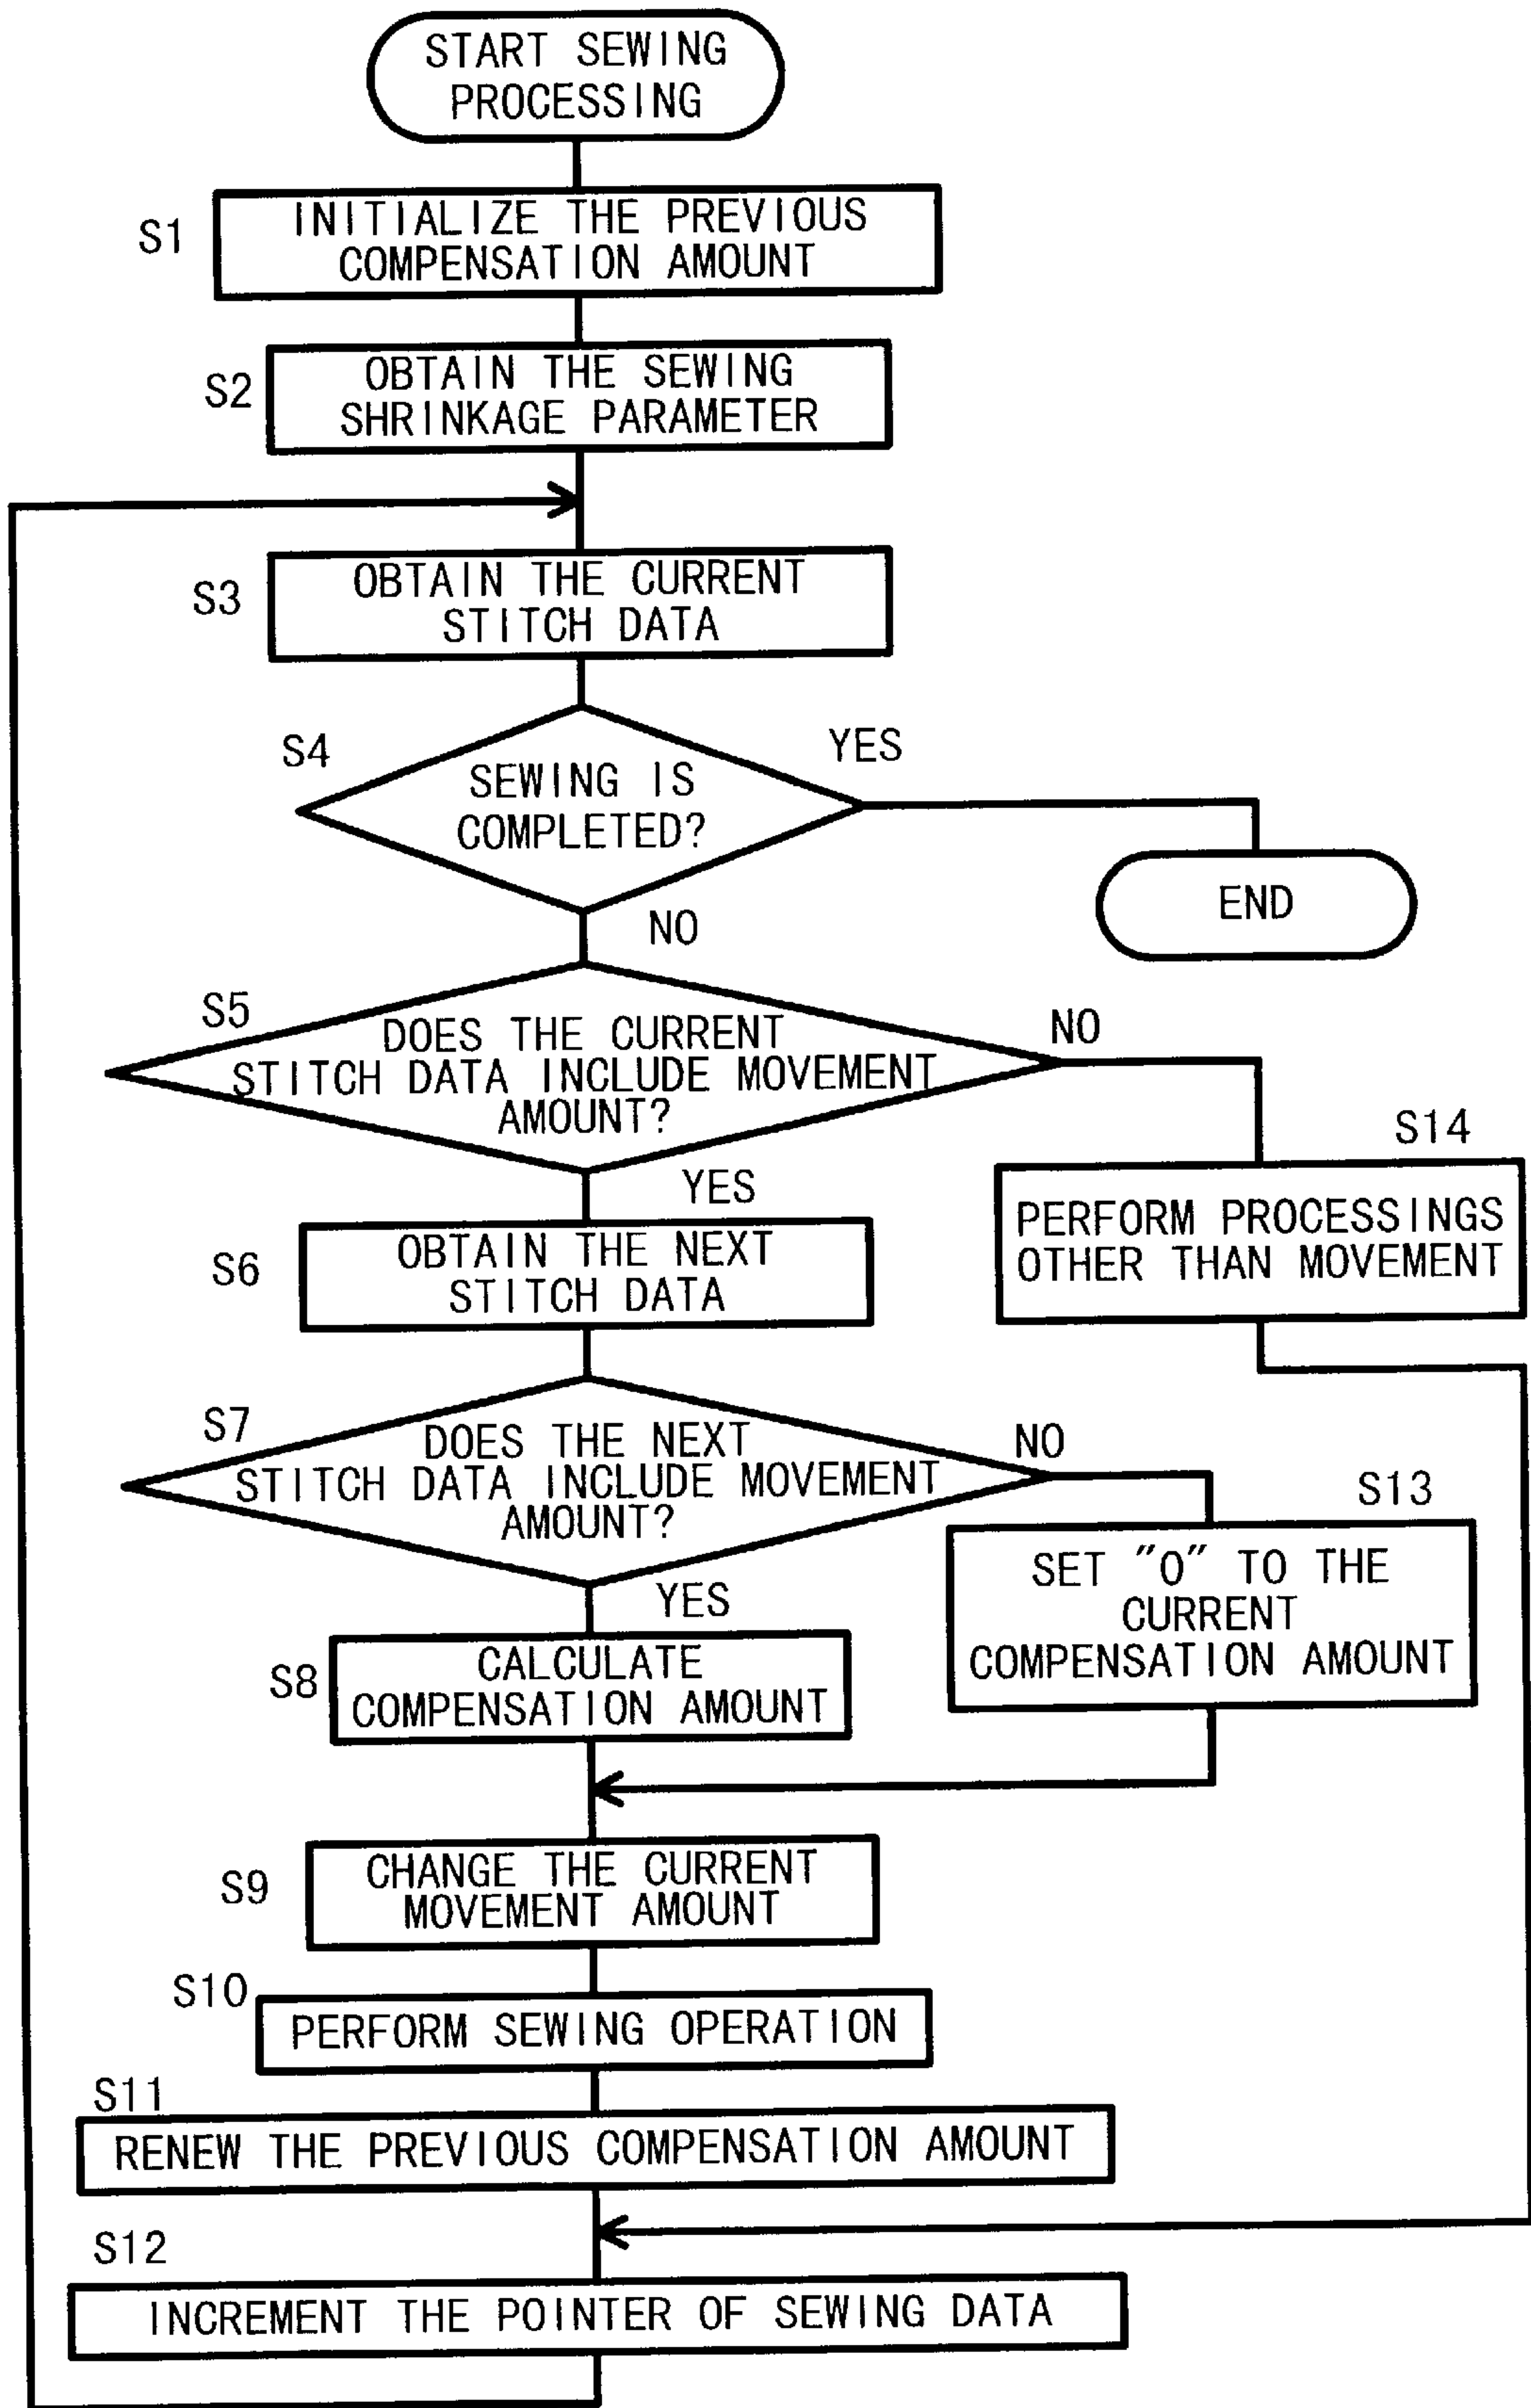 START SEWING
PROCESSING
S1
INITIALIZE THE PREVIOUS
COMPENSATION AMOUNT
S2
OBTAIN THE SEWING
SHRINKAGE PARAMETER
S3
OBTAIN THE CURRENT
STITCH DATA
S4
SEWING IS
COMPLETED?
YES
END
NO
S5
DOES THE CURRENT
STITCH DATA INCLUDE MOVEMENT
AMOUNT?
NO
S14
PERFORM PROCESSINGS
OTHER THAN MOVEMENT
YES
S6
OBTAIN THE NEXT
STITCH DATA
S7
DOES THE NEXT
STITCH DATA INCLUDE MOVEMENT
AMOUNT?
NO
S13
SET "0" TO THE
CURRENT
COMPENSATION AMOUNT
YES
S8
CALCULATE
COMPENSATION AMOUNT
S9
CHANGE THE CURRENT
MOVEMENT AMOUNT
S10
PERFORM SEWING OPERATION
S11
RENEW THE PREVIOUS COMPENSATION AMOUNT
S12
INCREMENT THE POINTER OF SEWING DATA